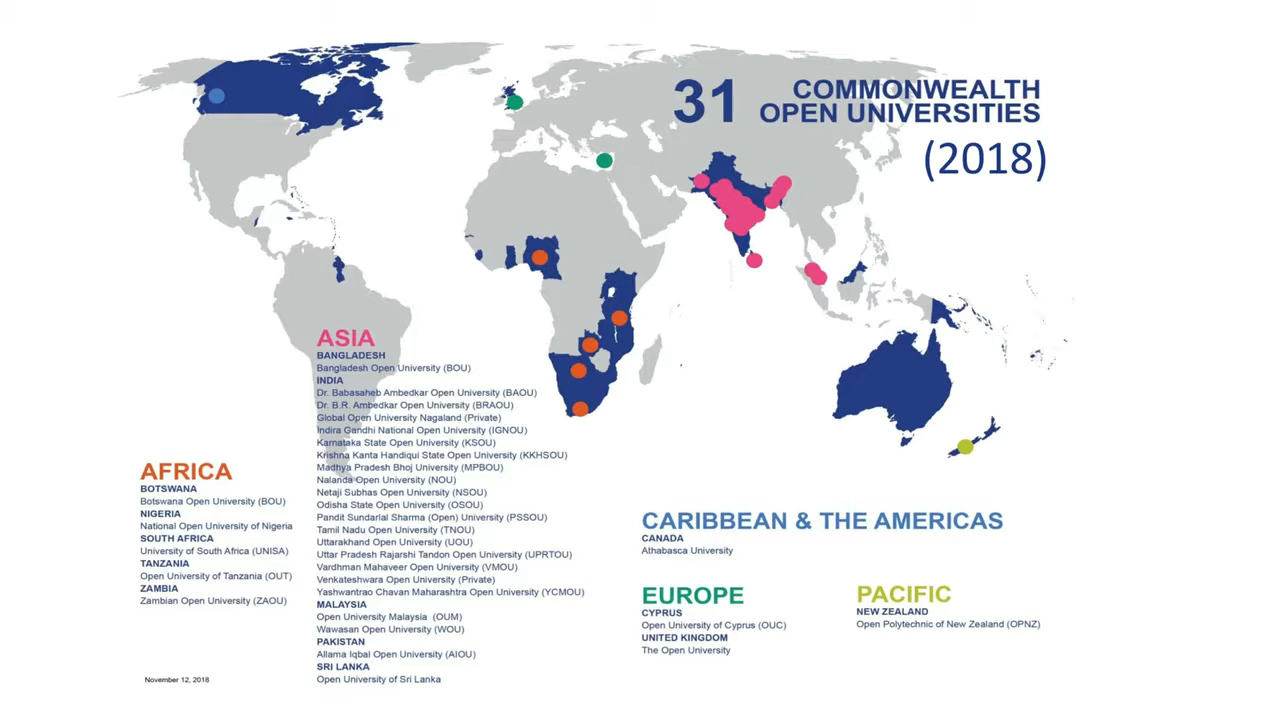 31 COMMONWEALTH
OPEN UNIVERSITIES
(2018)
ASIA
BANGLADESH
Bangladesh Open University (BOU)
INDIA
Dr. Babasaheb Ambedkar Open University (BAOU)
Dr. B.R. Ambedkar Open University (BRAOU)
Global Open University Nagaland (Private)
Indira Gandhi National Open University (IGNOU)
Karnataka State Open University (KSOU)
Krishna Kanta Handiqui State Open University (KKHSOU)
Madhya Pradesh Bhoj University (MPBOU)
Nalanda Open University (NOU)
Netaji Subhas Open University (NSOU)
Odisha State Open University (OSOU)
Pandit Sundarlal Sharma (Open) University (PSSOU)
Tamil Nadu Open University (TNOU)
Uttarakhand Open University (UOU)
Uttar Pradesh Rajarshi Tandon Open University (UPRTOU)
Vardhman Mahaveer Open University (VMOU)
Venkateshwara Open University (Private)
Yashwantrao Chavan Maharashtra Open University (YCMOU)
MALAYSIA
Open University Malaysia (OUM)
Wawasan Open University (WOU)
PAKISTAN
Allama Iqbal Open University (AIOU)
SRI LANKA
Open University of Sri Lanka
AFRICA
BOTSWANA
Botswana Open University (BOU)
NIGERIA
National Open University of Nigeria
SOUTH AFRICA
University of South Africa (UNISA)
TANZANIA
Open University of Tanzania (OUT)
ZAMBIA
Zambian Open University (ZAOU)
CARIBBEAN & THE AMERICAS
CANADA
Athabasca University
EUROPE
CYPRUS
Open University of Cyprus (OUC)
UNITED KINGDOM
The Open University
PACIFIC
NEW ZEALAND
Open Polytechnic of New Zealand (OPNZ)
November 12, 2018